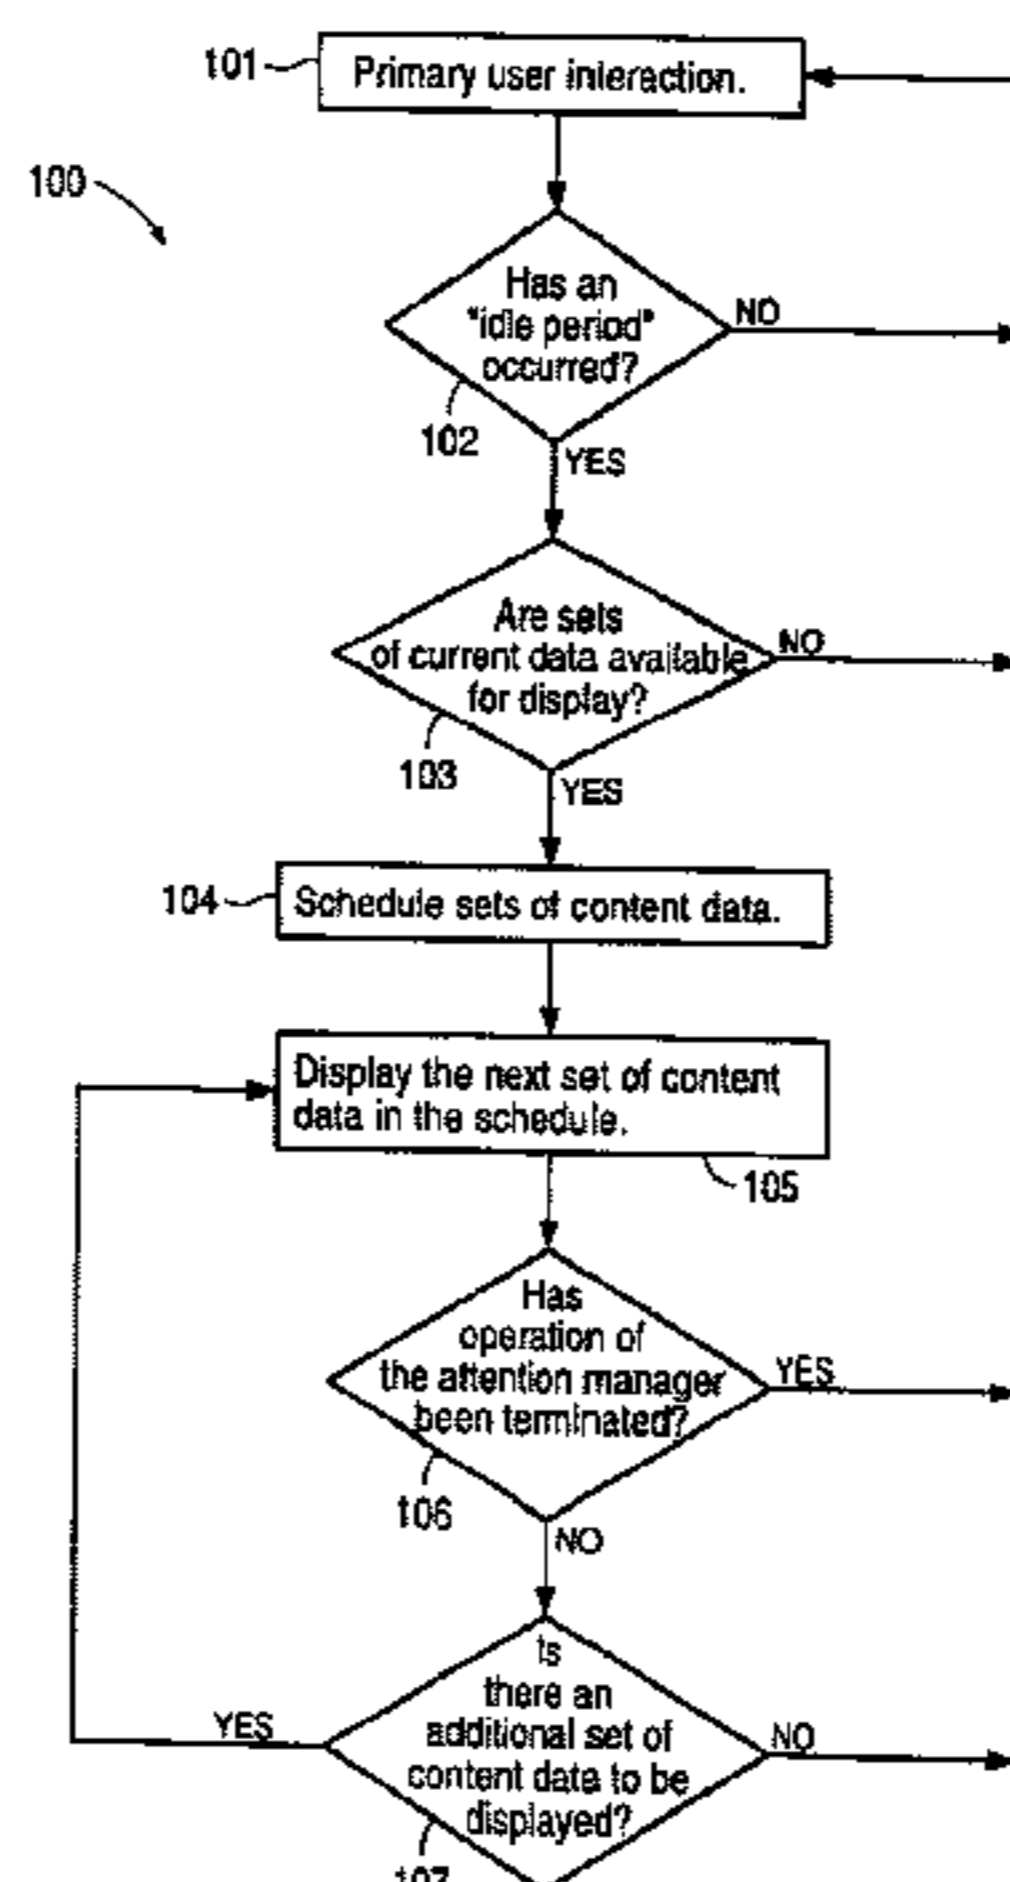 101
Primary user interaction.
100
Has an
"idle period"
occurred?
NO
102
YES
Are sets
of current data available
for display?
NO
103
YES
104
Schedule sets of content data.
Display the next set of content
data in the schedule.
105
Has
operation of
the attention manager
been terminated?
YES
106
NO
Is
there an
additional set of
content data to be
displayed?
YES
NO
107